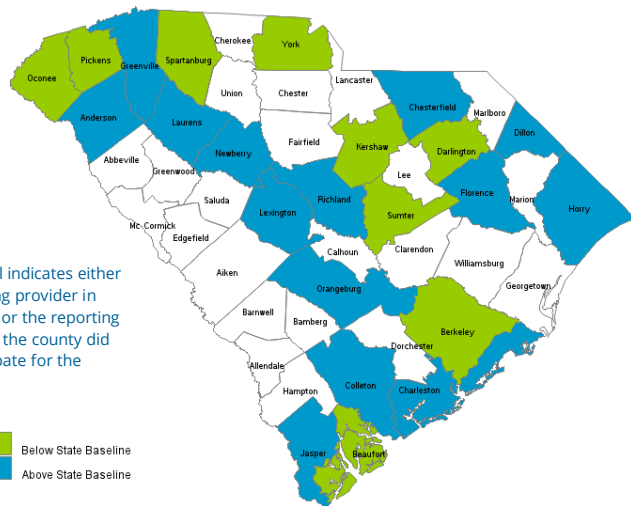 Cherokee
York
Spartanburg
Pickens
Greenville
Oconee
Lancaster
Union
Chester
Chesterfield
Marlboro
Anderson
Laurens
Dillon
Fairfield
Kershaw
Darlington
Newberry
Abbeville
Greenwood
Lee
Florence
Marion
Horry
Saluda
Richland
Lexington
Sumter
Mc Cormick
Edgefield
Calhoun
Clarendon
Williamsburg
Aiken
Georgetown
Orangeburg
Barnwell
Bamberg
Berkeley
Dorchester
Allendale
Colleton
Charleston
Hampton
Jasper
Beaufort
indicates either
provider in
or the reporting
the county did
for the
Below State Baseline
Above State Baseline